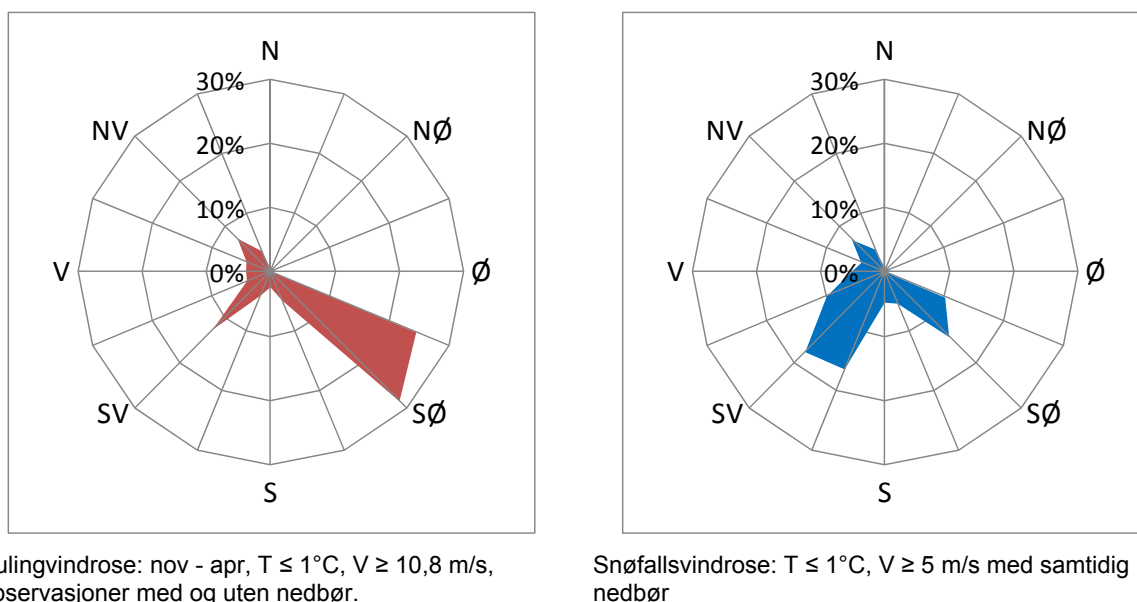 N
30%
NV
NØ
20%
10%
V
0%
Ø
SV
SØ
S
ulingvindrose: nov - apr, T ≤ 1°C, V ≥ 10,8 m/s,
oservasjoner med og uten nedbør.
N
30%
NV
NØ
20%
10%
V
0%
Ø
SV
SØ
S
Snøfallsvindrose: T ≤ 1°C, V ≥ 5 m/s med samtidig
nedbør